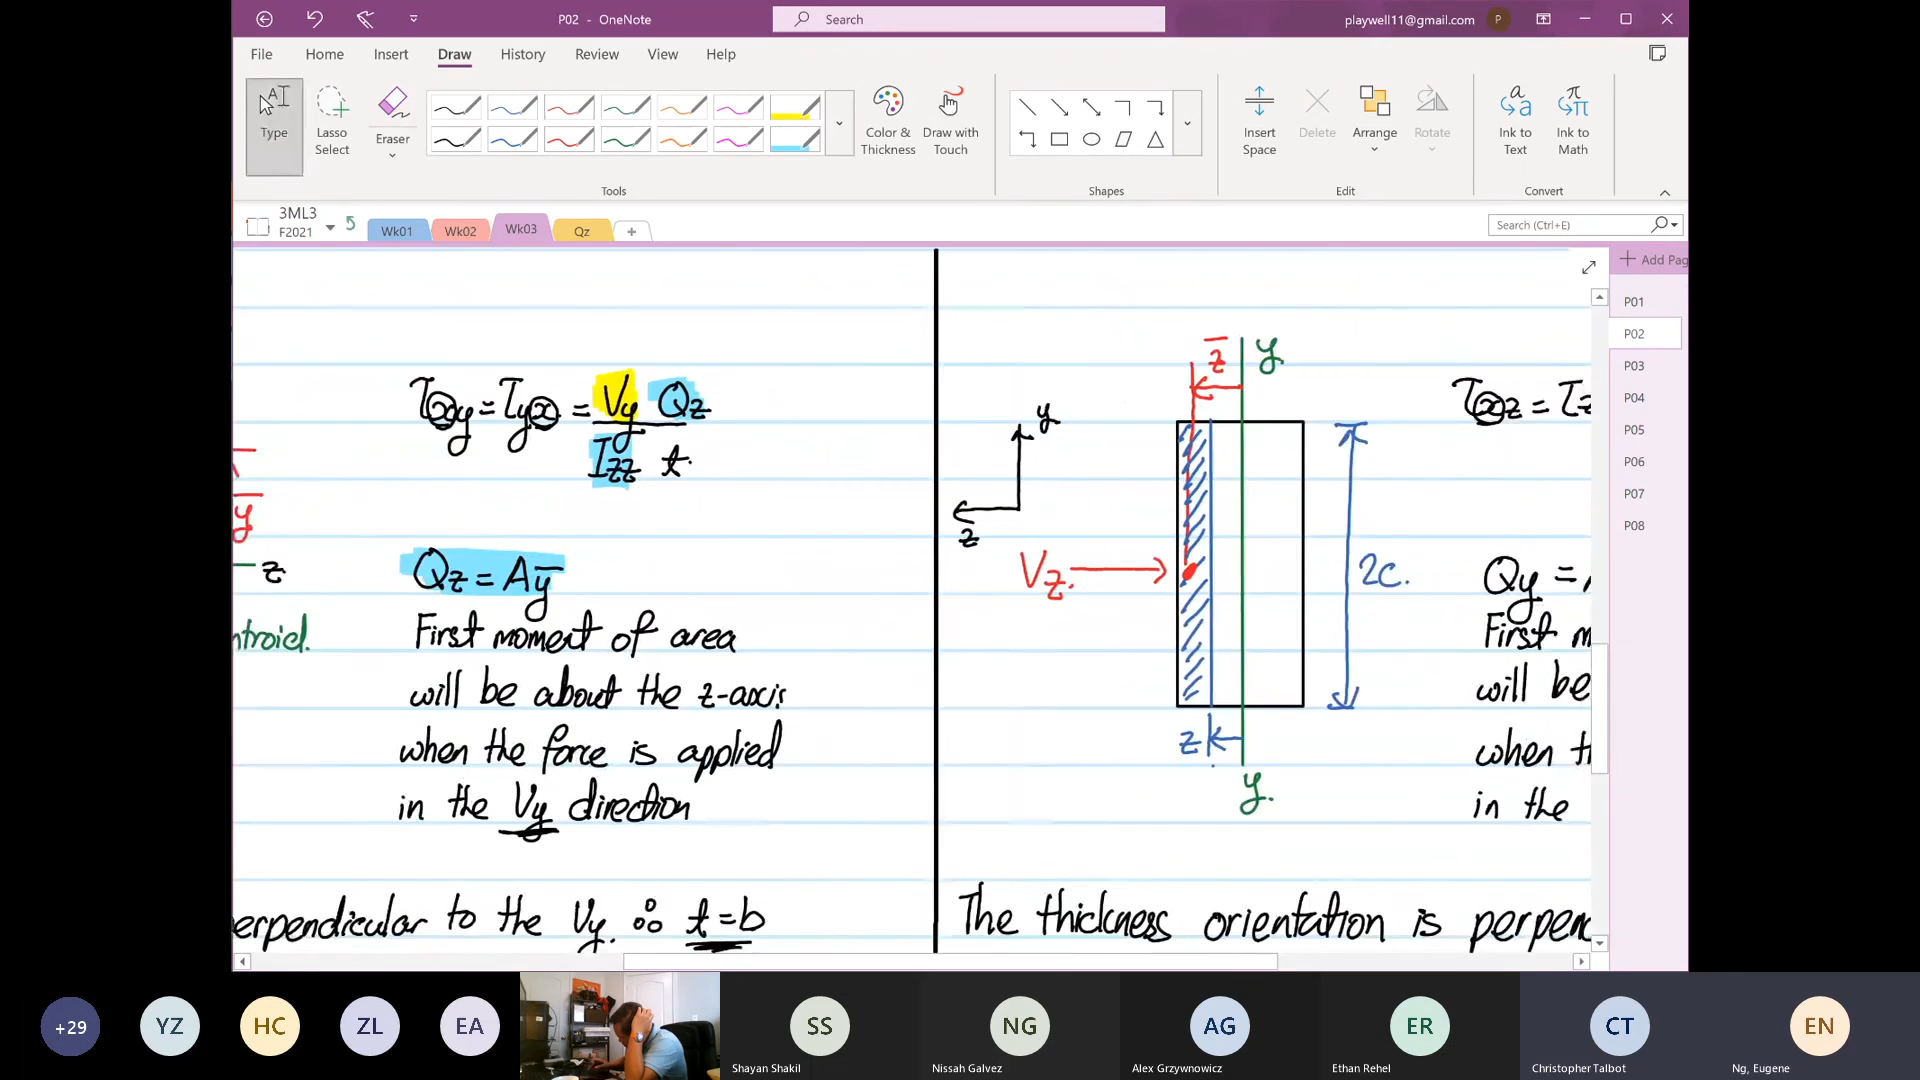 P02 - OneNote
Search
playwell11@gmail.com
P
File
Home
Insert
Draw
History
Review
View
Help
Type
Lasso
Select
Eraser
Color &
Thickness
Draw with
Touch
Insert
Space
Delete
Arrange
Rotate
Ink to
Text
Ink to
Math
Tools
Shapes
Edit
Convert
3ML3
F2021
Wk01
Wk02
Wk03
Qz
Search (Ctrl+E)
Add Pag
P01
P02
P03
P04
P05
P06
P07
P08
τxy = τyx = Vy Qz
Izz t
y
z
Qz = Ay̅
ntroid.
First moment of area
will be about the z-axis
when the force is applied
in the Vy direction
erpendicular to the Vy. ∴ t = b
z̅
y
y
z
Vz.
2c.
z
y.
τxz = τz
Qy =
First m
will be
when th
in the
The thickness orientation is perpen
+29
YZ
HC
ZL
EA
SS
Shayan Shakil
NG
Nissah Galvez
AG
Alex Grzywnowicz
ER
Ethan Rehel
CT
Christopher Talbot
EN
Ng, Eugene